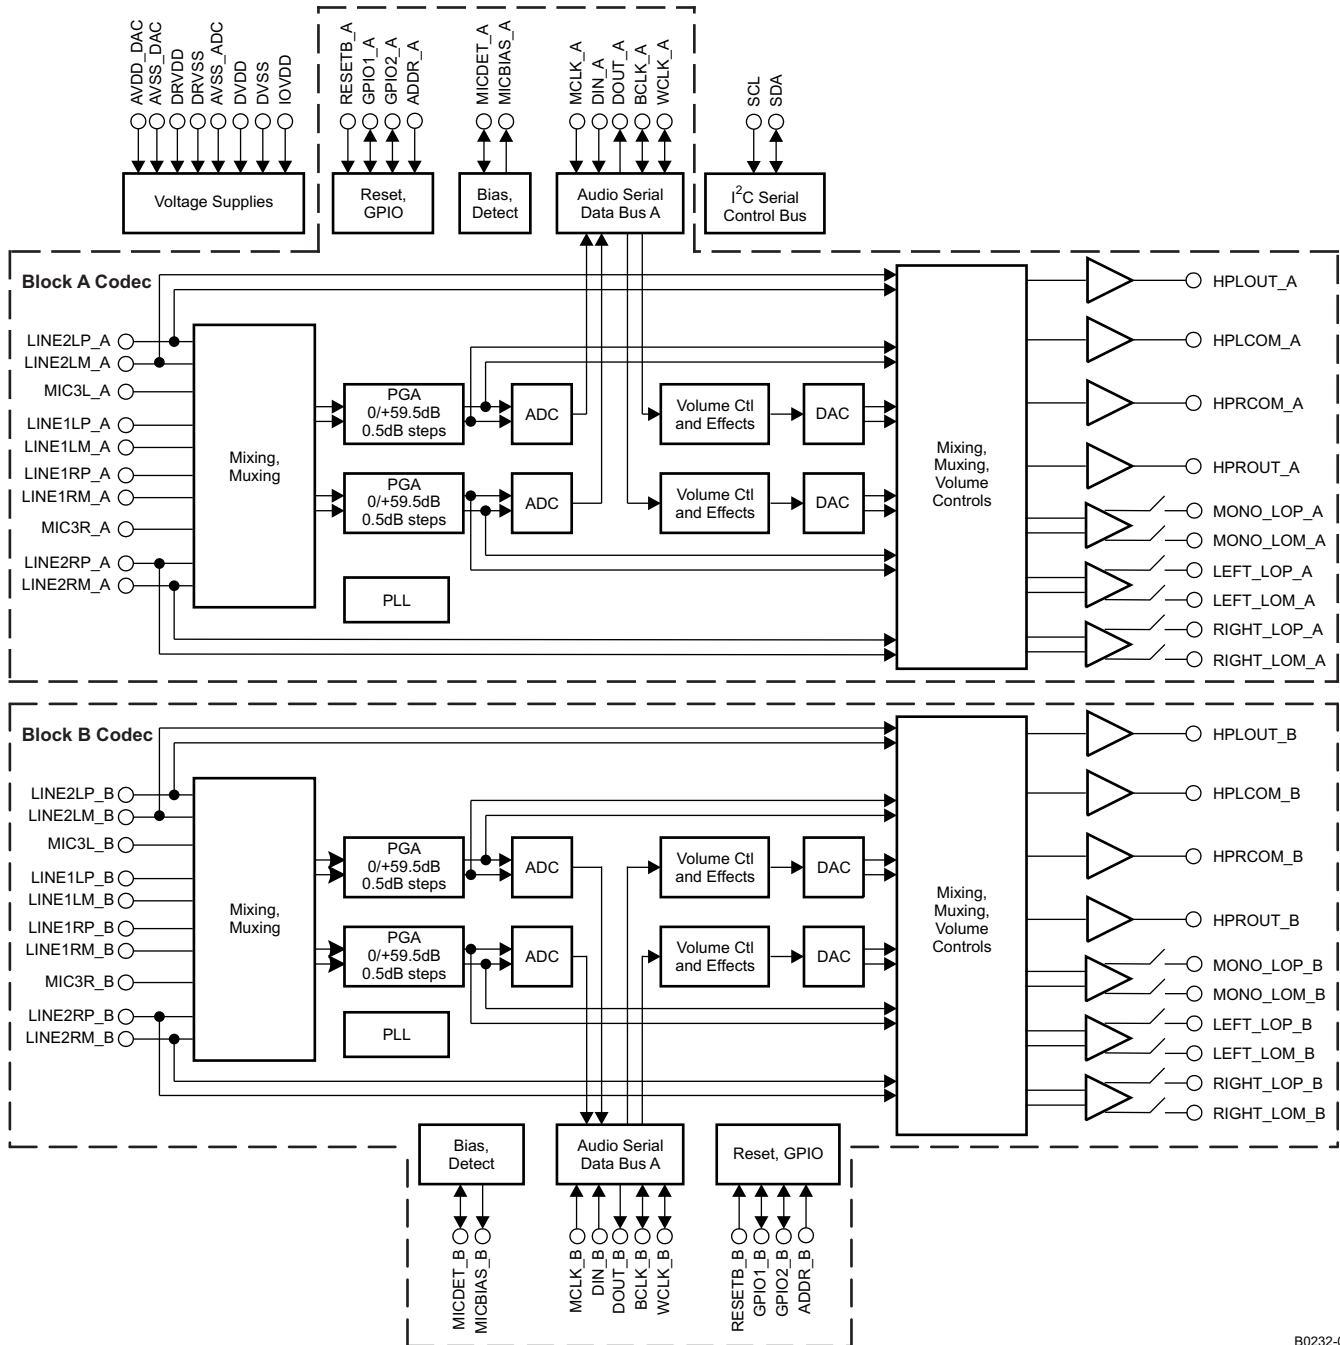 AVDD_DAC
AVSS_DAC
DRVDD
DRVSS
AVSS_ADC
DVDD
DVSS
IOVDD
RESETB_A
GPIO1_A
GPIO2_A
ADDR_A
MICDET_A
MICBIAS_A
MCLK_A
DIN_A
DOUT_A
BCLK_A
WCLK_A
SCL
SDA
Voltage Supplies
Reset,
GPIO
Bias,
Detect
Audio Serial
Data Bus A
I2C Serial
Control Bus
Block A Codec
LINE2LP_A
LINE2LM_A
MIC3L_A
LINE1LP_A
LINE1LM_A
LINE1RP_A
LINE1RM_A
MIC3R_A
LINE2RP_A
LINE2RM_A
Mixing,
Muxing
PGA
0/+59.5dB
0.5dB steps
ADC
PGA
0/+59.5dB
0.5dB steps
ADC
PLL
Volume Ctl
and Effects
DAC
Volume Ctl
and Effects
DAC
Mixing,
Muxing,
Volume
Controls
HPLOUT_A
HPLCOM_A
HPRCOM_A
HPROUT_A
MONO_LOP_A
MONO_LOM_A
LEFT_LOP_A
LEFT_LOM_A
RIGHT_LOP_A
RIGHT_LOM_A
Block B Codec
LINE2LP_B
LINE2LM_B
MIC3L_B
LINE1LP_B
LINE1LM_B
LINE1RP_B
LINE1RM_B
MIC3R_B
LINE2RP_B
LINE2RM_B
Mixing,
Muxing
PGA
0/+59.5dB
0.5dB steps
ADC
PGA
0/+59.5dB
0.5dB steps
ADC
PLL
Volume Ctl
and Effects
DAC
Volume Ctl
and Effects
DAC
Mixing,
Muxing,
Volume
Controls
HPLOUT_B
HPLCOM_B
HPRCOM_B
HPROUT_B
MONO_LOP_B
MONO_LOM_B
LEFT_LOP_B
LEFT_LOM_B
RIGHT_LOP_B
RIGHT_LOM_B
Bias,
Detect
Audio Serial
Data Bus A
Reset, GPIO
MICDET_B
MICBIAS_B
MCLK_B
DIN_B
DOUT_B
BCLK_B
WCLK_B
RESETB_B
GPIO1_B
GPIO2_B
ADDR_B